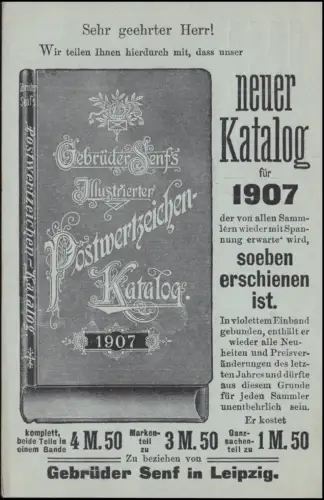 Sehr geehrter Herr!
Wir teilen Ihnen hierdurch mit, dass unser
Gebrüder
Senf's
Postwertzeichen-Katalog
Gebrüder Senf's
Illustrierter
Postwertzeichen-
Katalog.
1907
neuer
Katalog
für
1907
der von allen Samm-
lern wieder mit Span-
nung erwartet wird,
soeben
erschienen
ist.
In violettem Einband
gebunden, enthält er
wieder alle Neu-
heiten und Preisver-
änderungen des letz-
ten Jahres und dürfte
aus diesem Grunde
für jeden Sammler
unentbehrlich sein.
Er kostet
komplett,
beide Teile in
einem Bande
4 M. 50
Marken-
teil
zu
3 M. 50
Ganz-
sachen-
teil zu
1 M. 50
Zu beziehen von
Gebrüder Senf in Leipzig.